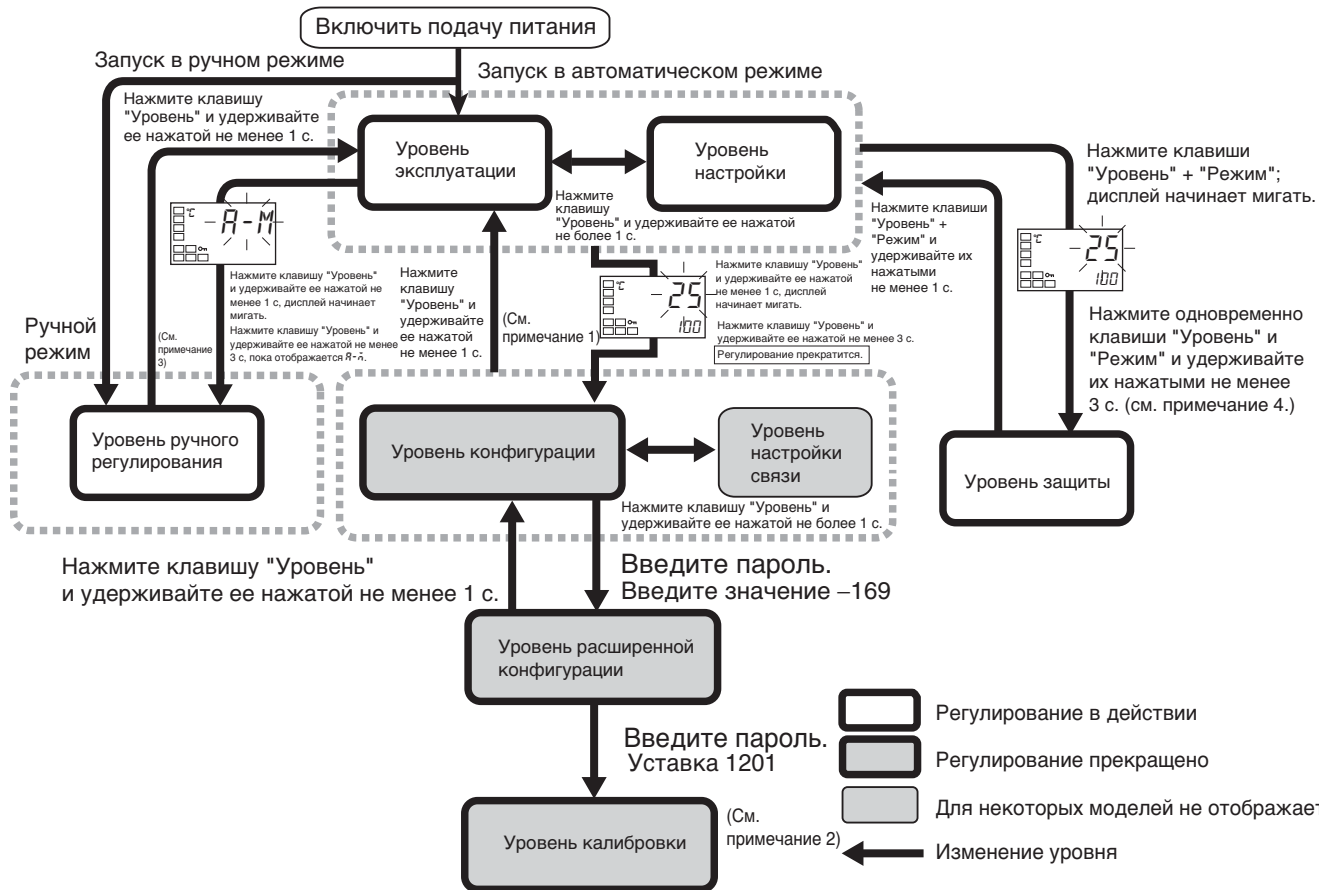 Включить подачу питания
Запуск в ручном режиме
Запуск в автоматическом режиме
Нажмите клавишу
"Уровень" и удерживайте
ее нажатой не менее 1 с.
Уровень
эксплуатации
Уровень
настройки
Нажмите клавиши
"Уровень" + "Режим";
дисплей начинает мигать.
°C
A-M
Нажмите
клавишу
"Уровень" и удерживайте ее нажатой
не более 1 с.
Нажмите клавиши
"Уровень" +
"Режим" и
удерживайте их
нажатыми
не менее 1 с.
°C
25
100
Нажмите клавишу "Уровень"
и удерживайте ее нажатой не
менее 1 с, дисплей начинает
мигать.
Нажмите клавишу "Уровень" и
удерживайте ее нажатой не менее
3 с, пока отображается A-M.
Нажмите
клавишу
"Уровень" и
удерживайте
ее нажатой
не менее 1 с.
(См.
примечание 1)
°C
25
100
Нажмите клавишу "Уровень"
и удерживайте ее нажатой
не менее 1 с, дисплей
начинает мигать.
Нажмите клавишу "Уровень" и
удерживайте ее нажатой не менее 3 с.
Регулирование прекратится.
Нажмите одновременно
клавиши "Уровень" и
"Режим" и удерживайте
их нажатыми не менее
3 с. (см. примечание 4.)
Ручной
режим
(См.
примечание
3)
Уровень ручного
регулирования
Уровень конфигурации
Уровень
настройки
связи
Уровень защиты
Нажмите клавишу "Уровень" и
удерживайте ее нажатой не более 1 с.
Нажмите клавишу "Уровень"
и удерживайте ее нажатой не менее 1 с.
Введите пароль.
Введите значение –169
Уровень расширенной
конфигурации
Введите пароль.
Уставка 1201
Уровень калибровки
(См.
примечание 2)
Регулирование в действии
Регулирование прекращено
Для некоторых моделей не отображает
Изменение уровня